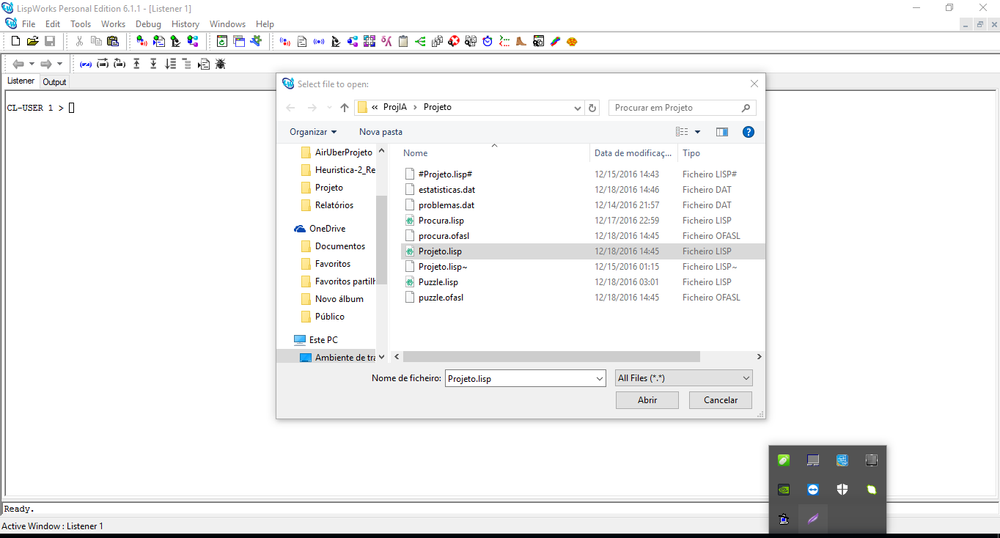 LispWorks Personal Edition 6.1.1 - [Listener 1]
File Edit Tools Works Debug History Windows Help
Listener Output
CL-USER 1 >
Select file to open:
« ProjIA › Projeto
Procurar em Projeto
Organizar Nova pasta
Nome Data de modificaç... Tipo
AirUberProjeto
Heuristica-2_Re
Projeto
Relatórios
OneDrive
Documentos
Favoritos
Favoritos partilh
Novo álbum
Público
Este PC
Ambiente de tra
#Projeto.lisp# 12/15/2016 14:43 Ficheiro LISP#
estatisticas.dat 12/18/2016 14:46 Ficheiro DAT
problemas.dat 12/14/2016 21:57 Ficheiro DAT
Procura.lisp 12/17/2016 22:59 Ficheiro LISP
procura.ofasl 12/18/2016 14:45 Ficheiro OFASL
Projeto.lisp 12/18/2016 14:45 Ficheiro LISP
Projeto.lisp~ 12/15/2016 01:15 Ficheiro LISP~
Puzzle.lisp 12/18/2016 03:01 Ficheiro LISP
puzzle.ofasl 12/18/2016 14:45 Ficheiro OFASL
Nome de ficheiro: Projeto.lisp All Files (*.*)
Abrir Cancelar
Ready.
Active Window : Listener 1